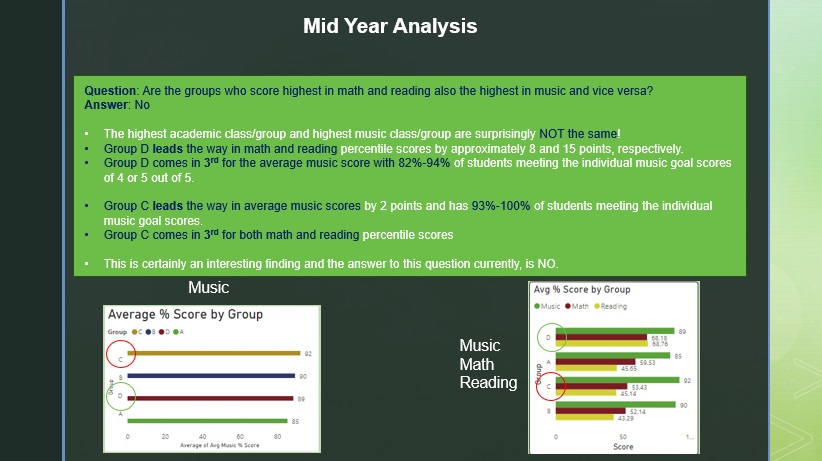 Mid Year Analysis
Question: Are the groups who score highest in math and reading also the highest in music and vice versa?
Answer: No
• The highest academic class/group and highest music class/group are surprisingly NOT the same!
• Group D leads the way in math and reading percentile scores by approximately 8 and 15 points, respectively.
• Group D comes in 3rd for the average music score with 82%-94% of students meeting the individual music goal scores
of 4 or 5 out of 5.
• Group C leads the way in average music scores by 2 points and has 93%-100% of students meeting the individual
music goal scores.
• Group C comes in 3rd for both math and reading percentile scores
• This is certainly an interesting finding and the answer to this question currently, is NO.
Music
Average % Score by Group
Group C B D A
C 92
B 90
D 89
A 85
Group
0 20 40 60 80
Average of Avg Music % Score
Music
Math
Reading
Avg % Score by Group
Music Math Reading
D 89
68.18
68.76
A 85
59.53
45.65
C 92
53.43
45.14
B 90
52.14
43.29
Group
0 50 1...
Score